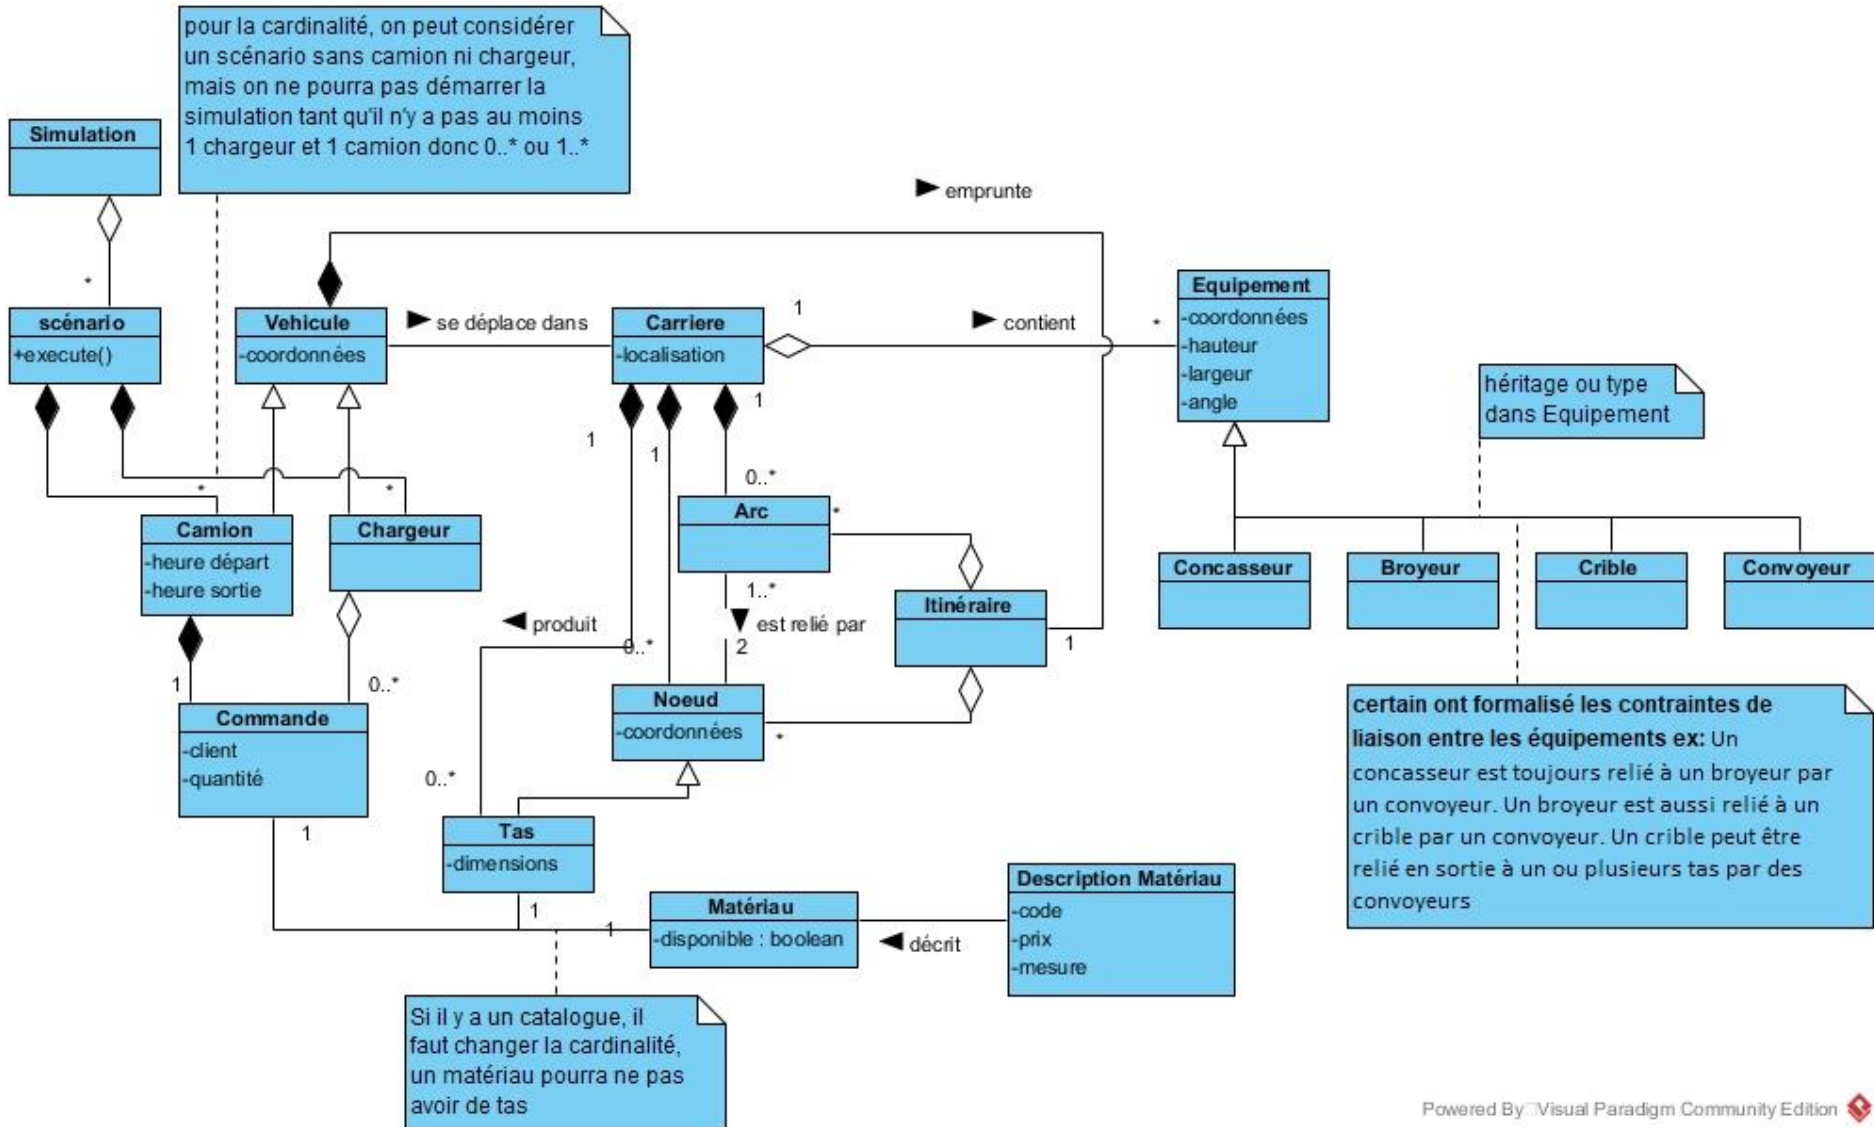 pour la cardinalité, on peut considérer
un scénario sans camion ni chargeur,
mais on ne pourra pas démarrer la
simulation tant qu'il n'y a pas au moins
1 chargeur et 1 camion donc 0..* ou 1..*
Simulation
*
emprunte
scénario
+execute()
Vehicule
-coordonnées
se déplace dans
Carriere
-localisation
1
contient
*
Equipement
-coordonnées
-hauteur
-largeur
-angle
héritage ou type
dans Equipement
1
1
1
0..*
*
*
Camion
-heure départ
-heure sortie
Chargeur
Arc
*
1..*
est relié par
2
produit
0..*
Itinéraire
1
Concasseur
Broyeur
Crible
Convoyeur
1
0..*
Commande
-client
-quantité
1
Noeud
-coordonnées
*
0..*
Tas
-dimensions
1
1
Matériau
-disponible : boolean
décrit
Description Matériau
-code
-prix
-mesure
certain ont formalisé les contraintes de
liaison entre les équipements ex: Un
concasseur est toujours relié à un broyeur par
un convoyeur. Un broyeur est aussi relié à un
crible par un convoyeur. Un crible peut être
relié en sortie à un ou plusieurs tas par des
convoyeurs
Si il y a un catalogue, il
faut changer la cardinalité,
un matériau pourra ne pas
avoir de tas
Powered By Visual Paradigm Community Edition